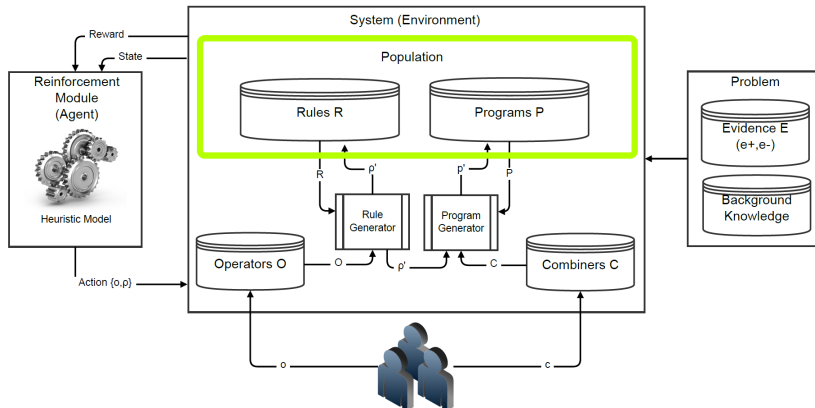 System (Environment)
Reward
State
Population
Reinforcement
Module
(Agent)
Heuristic Model
Rules R
Programs P
Problem
Evidence E
(e+,e-)
Background
Knowledge
R
ρ'
p'
P
Rule
Generator
Program
Generator
Operators O
O
ρ'
C
Combiners C
Action {o,ρ}
o
c